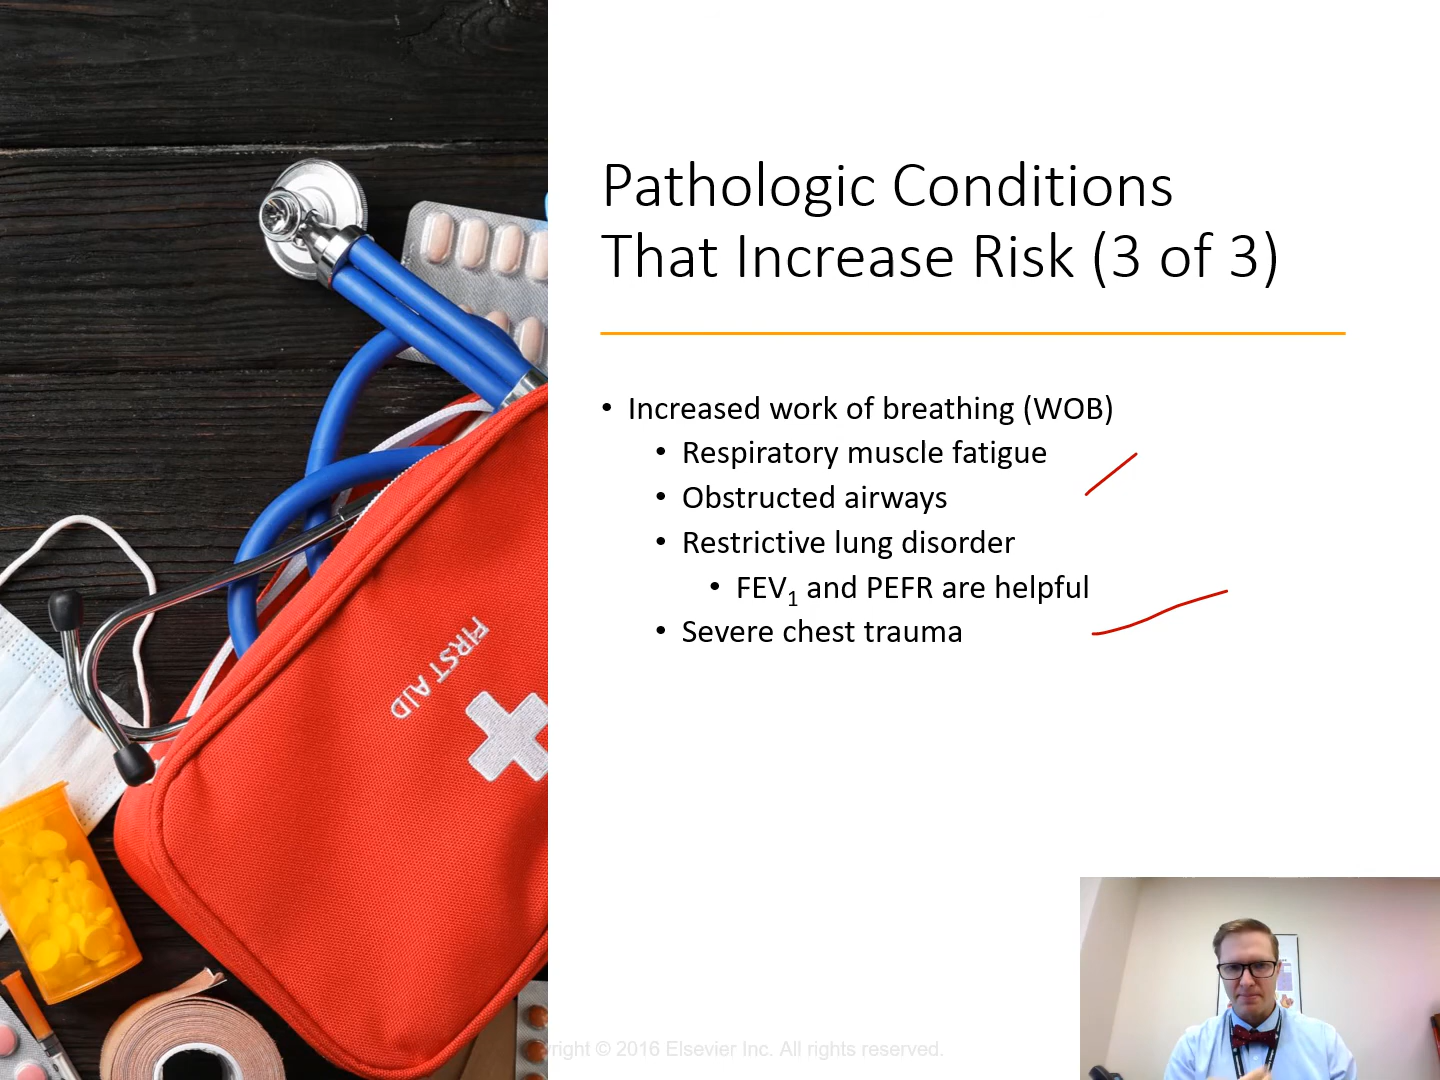 Pathologic Conditions
That Increase Risk (3 of 3)
• Increased work of breathing (WOB)
• Respiratory muscle fatigue
• Obstructed airways
• Restrictive lung disorder
• FEV₁ and PEFR are helpful
• Severe chest trauma
FIRST AID
© 2016 Elsevier Inc. All rights reserved.